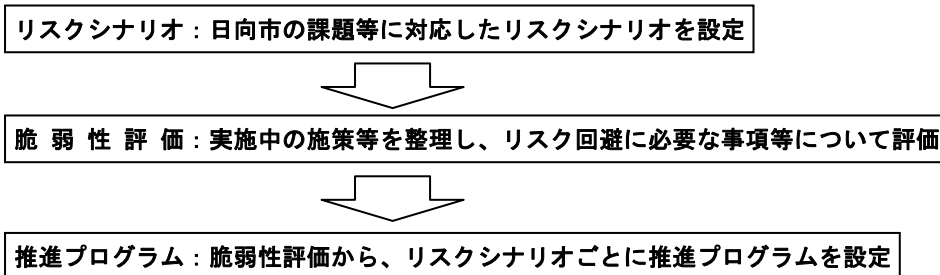 リスクシナリオ：日向市の課題等に対応したリスクシナリオを設定
脆 弱 性 評 価：実施中の施策等を整理し、リスク回避に必要な事項等について評価
推進プログラム：脆弱性評価から、リスクシナリオごとに推進プログラムを設定